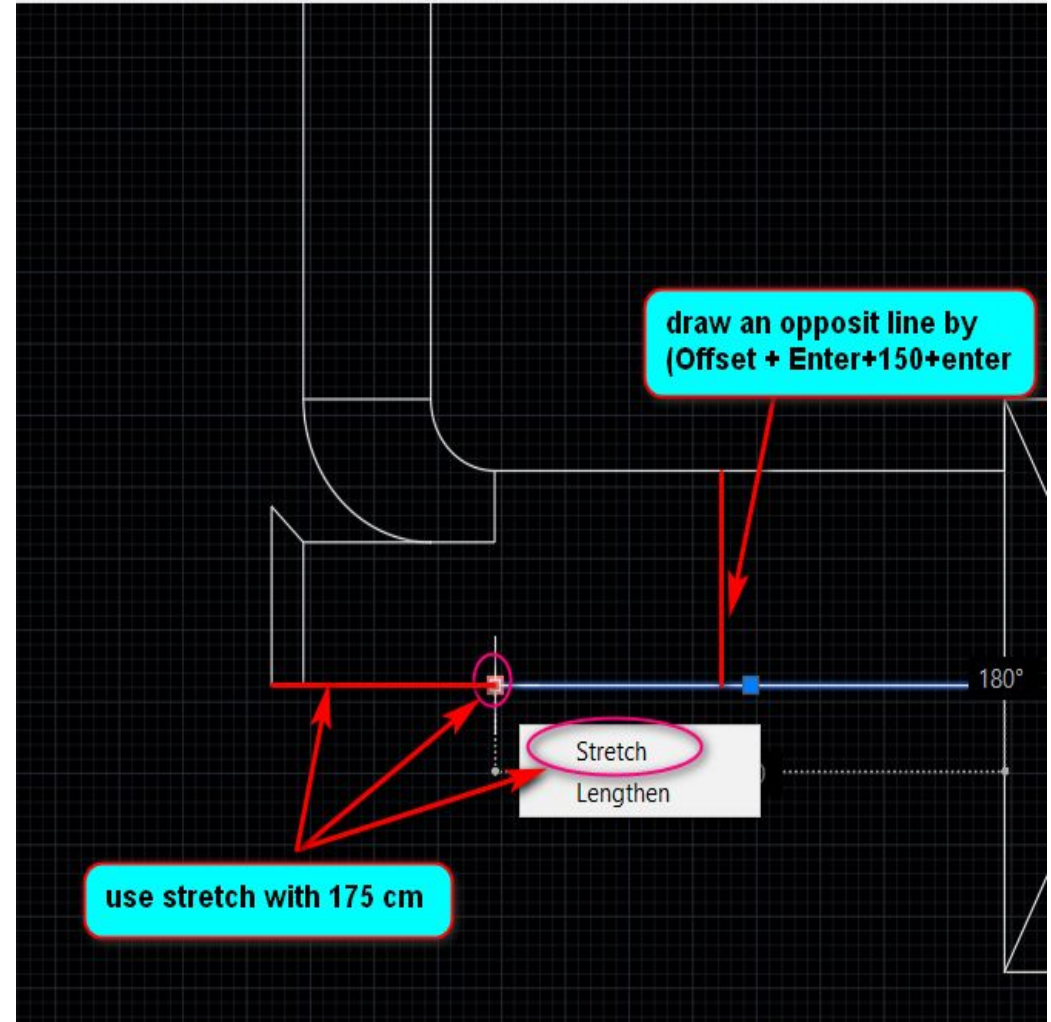 draw an opposit line by
(Offset + Enter+150+enter
180°
Stretch
Lengthen
use stretch with 175 cm